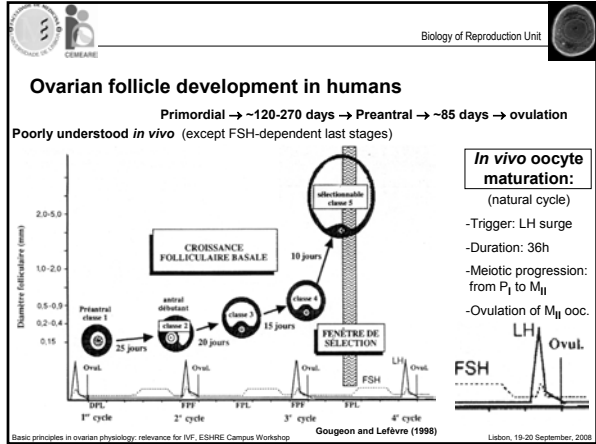 CEMEARE
Biology of Reproduction Unit
Ovarian follicle development in humans
Primordial → ~120-270 days → Preantral → ~85 days → ovulation
Poorly understood in vivo (except FSH-dependent last stages)
Diamètre folliculaire (mm)
2,0-5,0
1,0-2,0
0,5-0,9
0,2-0,4
0,15
CROISSANCE
FOLLICULAIRE BASALE
Préantral
classe 1
25 jours
antral
débutant
classe 2
20 jours
classe 3
15 jours
classe 4
10 jours
sélectionnable
classe 5
FENÊTRE DE
SÉLECTION
Ovul.
Ovul.
LH
Ovul.
FSH
DPL FPF FPL FPF FPL
1er cycle 2e cycle 3e cycle 4e cycle
Gougeon and Lefèvre (1998)
In vivo oocyte
maturation:
(natural cycle)
-Trigger: LH surge
-Duration: 36h
-Meiotic progression:
from PI to MII
-Ovulation of MII ooc.
LH
Ovul.
FSH
Basic principles in ovarian physiology: relevance for IVF, ESHRE Campus Workshop
Lisbon, 19-20 September, 2008